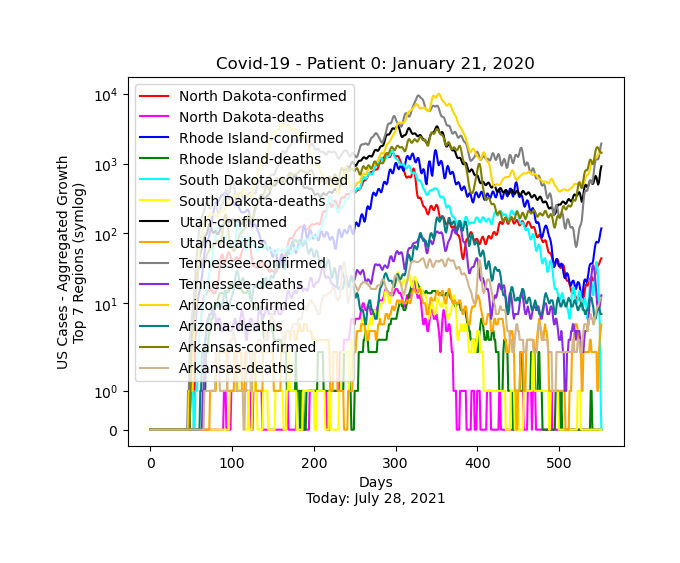 Covid-19 - Patient 0: January 21, 2020
US Cases - Aggregated Growth
Top 7 Regions (symlog)
10^4
10^3
10^2
10^1
10^0
0
North Dakota-confirmed
North Dakota-deaths
Rhode Island-confirmed
Rhode Island-deaths
South Dakota-confirmed
South Dakota-deaths
Utah-confirmed
Utah-deaths
Tennessee-confirmed
Tennessee-deaths
Arizona-confirmed
Arizona-deaths
Arkansas-confirmed
Arkansas-deaths
0 100 200 300 400 500
Days
Today: July 28, 2021